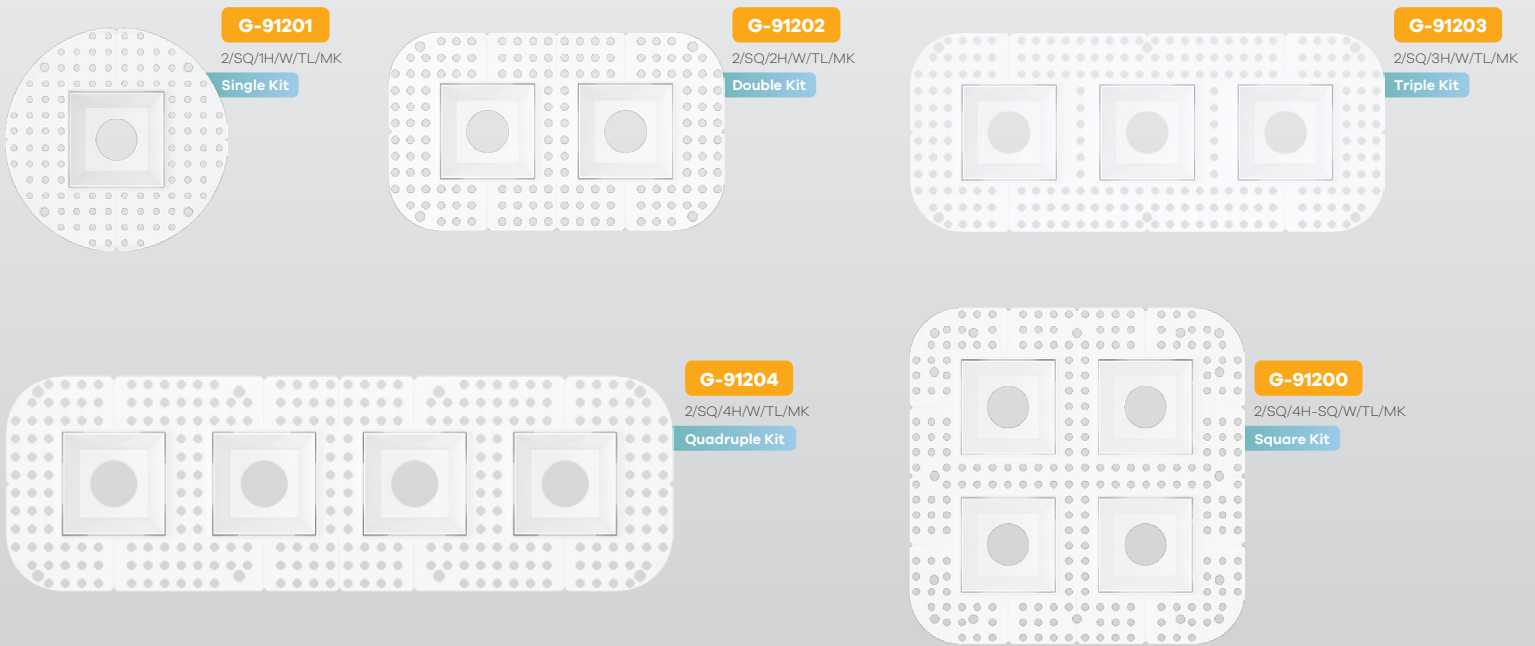 G-91201
2/SQ/1H/W/TL/MK
Single Kit
G-91202
2/SQ/2H/W/TL/MK
Double Kit
G-91203
2/SQ/3H/W/TL/MK
Triple Kit
G-91204
2/SQ/4H/W/TL/MK
Quadruple Kit
G-91200
2/SQ/4H-SQ/W/TL/MK
Square Kit